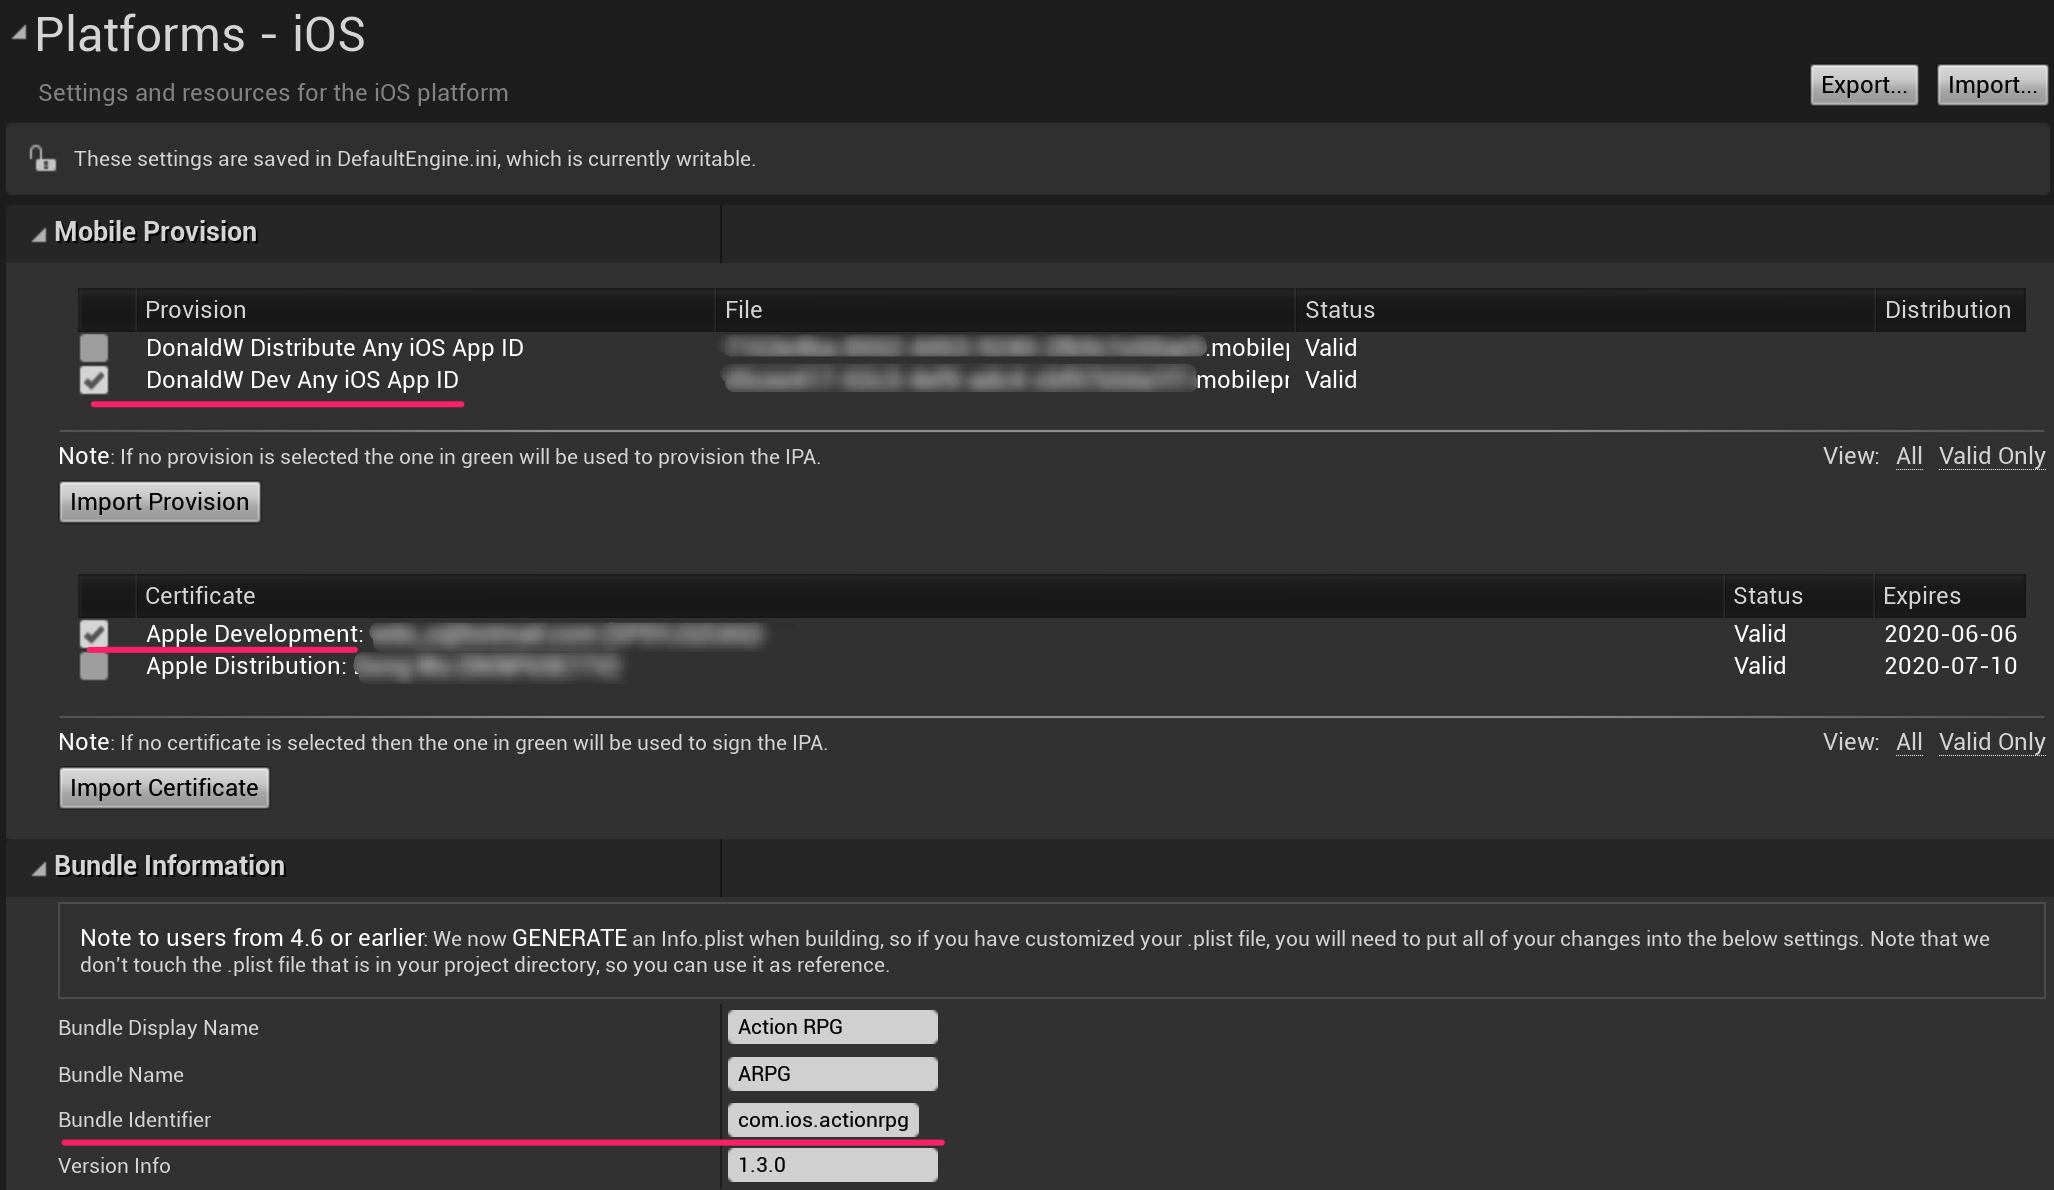 Platforms - iOS
Settings and resources for the iOS platform
Export...
Import...
These settings are saved in DefaultEngine.ini, which is currently writable.
Mobile Provision
Provision File Status Distribution
DonaldW Distribute Any iOS App ID .mobilep Valid
DonaldW Dev Any iOS App ID mobilepr Valid
Note: If no provision is selected the one in green will be used to provision the IPA.
View: All Valid Only
Import Provision
Certificate Status Expires
Apple Development: Valid 2020-06-06
Apple Distribution: Valid 2020-07-10
Note: If no certificate is selected then the one in green will be used to sign the IPA.
View: All Valid Only
Import Certificate
Bundle Information
Note to users from 4.6 or earlier: We now GENERATE an Info.plist when building, so if you have customized your .plist file, you will need to put all of your changes into the below settings. Note that we
don't touch the .plist file that is in your project directory, so you can use it as reference.
Bundle Display Name Action RPG
Bundle Name ARPG
Bundle Identifier com.ios.actionrpg
Version Info 1.3.0